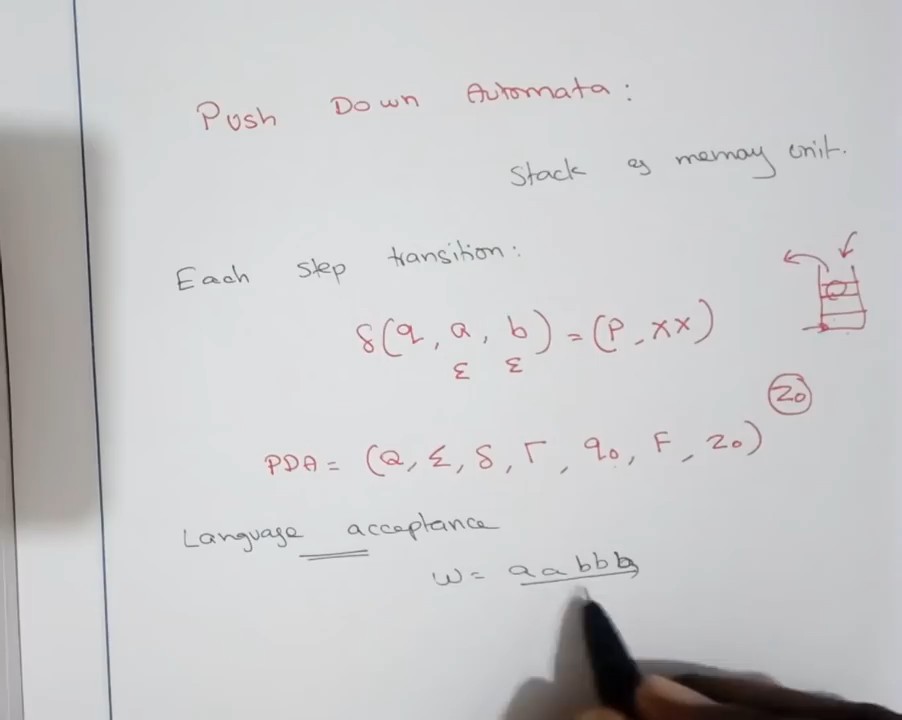 Push Down Automata:
Stack as memory unit.
Each step transition:
δ(q, a, b) = (P, XX)
ε ε
Z0
PDA = (Q, Σ, δ, Γ, q0, F, Z0)
Language acceptance
W = aabbb